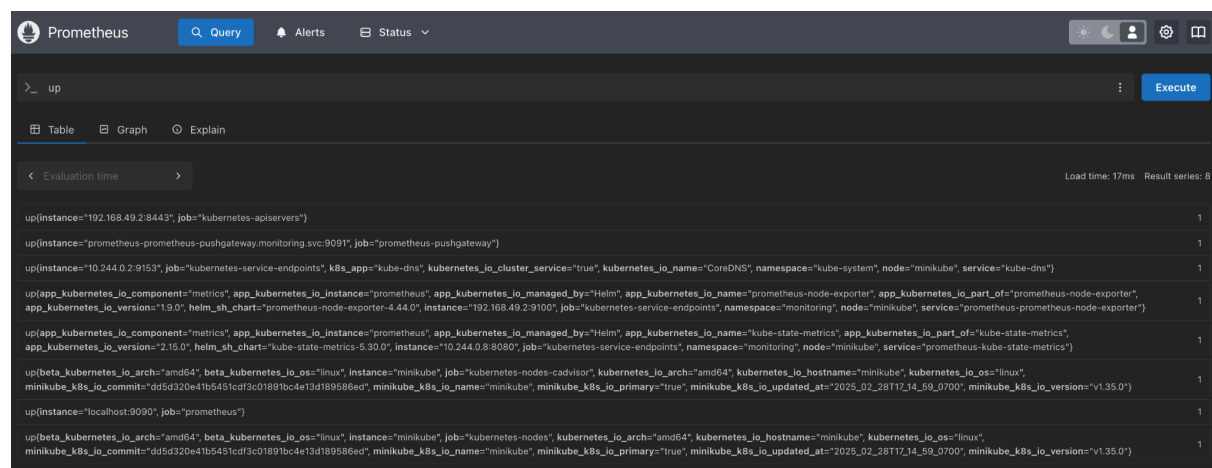 Prometheus Query Alerts Status
>_ up Execute
Table Graph Explain
Evaluation time Load time: 17ms Result series: 8
up{instance="192.168.49.2:8443", job="kubernetes-apiservers"} 1
up{instance="prometheus-prometheus-pushgateway.monitoring.svc:9091", job="prometheus-pushgateway"} 1
up{instance="10.244.0.2:9153", job="kubernetes-service-endpoints", k8s_app="kube-dns", kubernetes_io_cluster_service="true", kubernetes_io_name="CoreDNS", namespace="kube-system", node="minikube", service="kube-dns"} 1
up{app_kubernetes_io_component="metrics", app_kubernetes_io_instance="prometheus", app_kubernetes_io_managed_by="Helm", app_kubernetes_io_name="prometheus-node-exporter", app_kubernetes_io_part_of="prometheus-node-exporter",
app_kubernetes_io_version="1.9.0", helm_sh_chart="prometheus-node-exporter-4.44.0", instance="192.168.49.2:9100", job="kubernetes-service-endpoints", namespace="monitoring", node="minikube", service="prometheus-prometheus-node-exporter"} 1
up{app_kubernetes_io_component="metrics", app_kubernetes_io_instance="prometheus", app_kubernetes_io_managed_by="Helm", app_kubernetes_io_name="kube-state-metrics", app_kubernetes_io_part_of="kube-state-metrics",
app_kubernetes_io_version="2.15.0", helm_sh_chart="kube-state-metrics-5.30.0", instance="10.244.0.8:8080", job="kubernetes-service-endpoints", namespace="monitoring", node="minikube", service="prometheus-kube-state-metrics"} 1
up{beta_kubernetes_io_arch="amd64", beta_kubernetes_io_os="linux", instance="minikube", job="kubernetes-nodes-cadvisor", kubernetes_io_arch="amd64", kubernetes_io_hostname="minikube", kubernetes_io_os="linux",
minikube_k8s_io_commit="dd5d320e41b5451cdf3c01891bc4e13d189586ed", minikube_k8s_io_name="minikube", minikube_k8s_io_primary="true", minikube_k8s_io_updated_at="2025_02_28T17_14_59_0700", minikube_k8s_io_version="v1.35.0"} 1
up{instance="localhost:9090", job="prometheus"} 1
up{beta_kubernetes_io_arch="amd64", beta_kubernetes_io_os="linux", instance="minikube", job="kubernetes-nodes", kubernetes_io_arch="amd64", kubernetes_io_hostname="minikube", kubernetes_io_os="linux",
minikube_k8s_io_commit="dd5d320e41b5451cdf3c01891bc4e13d189586ed", minikube_k8s_io_name="minikube", minikube_k8s_io_primary="true", minikube_k8s_io_updated_at="2025_02_28T17_14_59_0700", minikube_k8s_io_version="v1.35.0"} 1